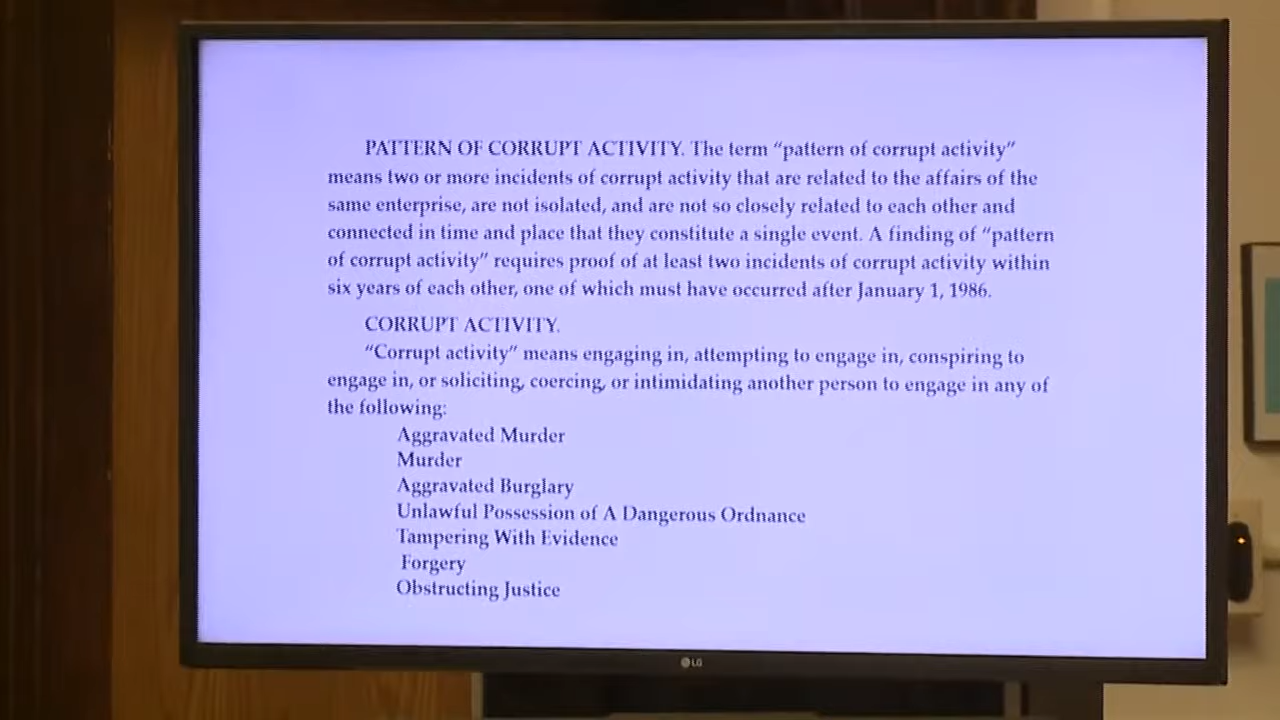 PATTERN OF CORRUPT ACTIVITY. The term “pattern of corrupt activity”
means two or more incidents of corrupt activity that are related to the affairs of the
same enterprise, are not isolated, and are not so closely related to each other and
connected in time and place that they constitute a single event. A finding of “pattern
of corrupt activity” requires proof of at least two incidents of corrupt activity within
six years of each other, one of which must have occurred after January 1, 1986.
CORRUPT ACTIVITY.
“Corrupt activity” means engaging in, attempting to engage in, conspiring to
engage in, or soliciting, coercing, or intimidating another person to engage in any of
the following:
Aggravated Murder
Murder
Aggravated Burglary
Unlawful Possession of A Dangerous Ordnance
Tampering With Evidence
Forgery
Obstructing Justice
LG